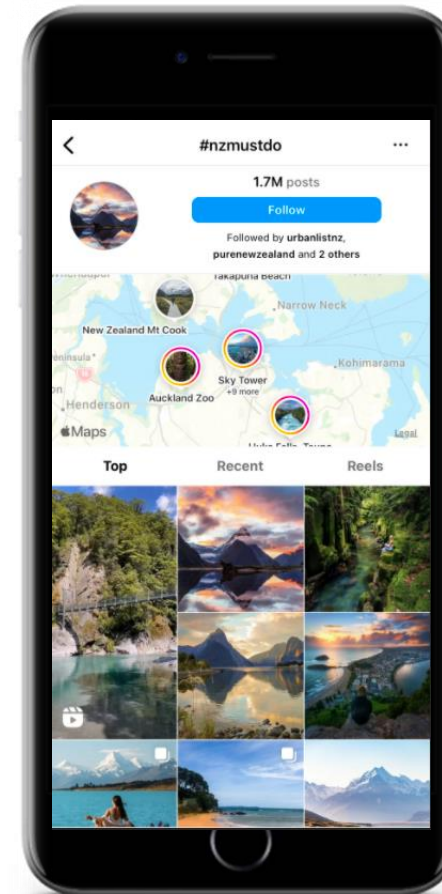 #nzmustdo
1.7M posts
Follow
Followed by urbanlistnz,
purenewzealand and 2 others
Takapuna Beach
Narrow Neck
New Zealand Mt Cook
Kohimarama
Sky Tower
+9 more
Auckland Zoo
Henderson
Maps
Legal
Top
Recent
Reels